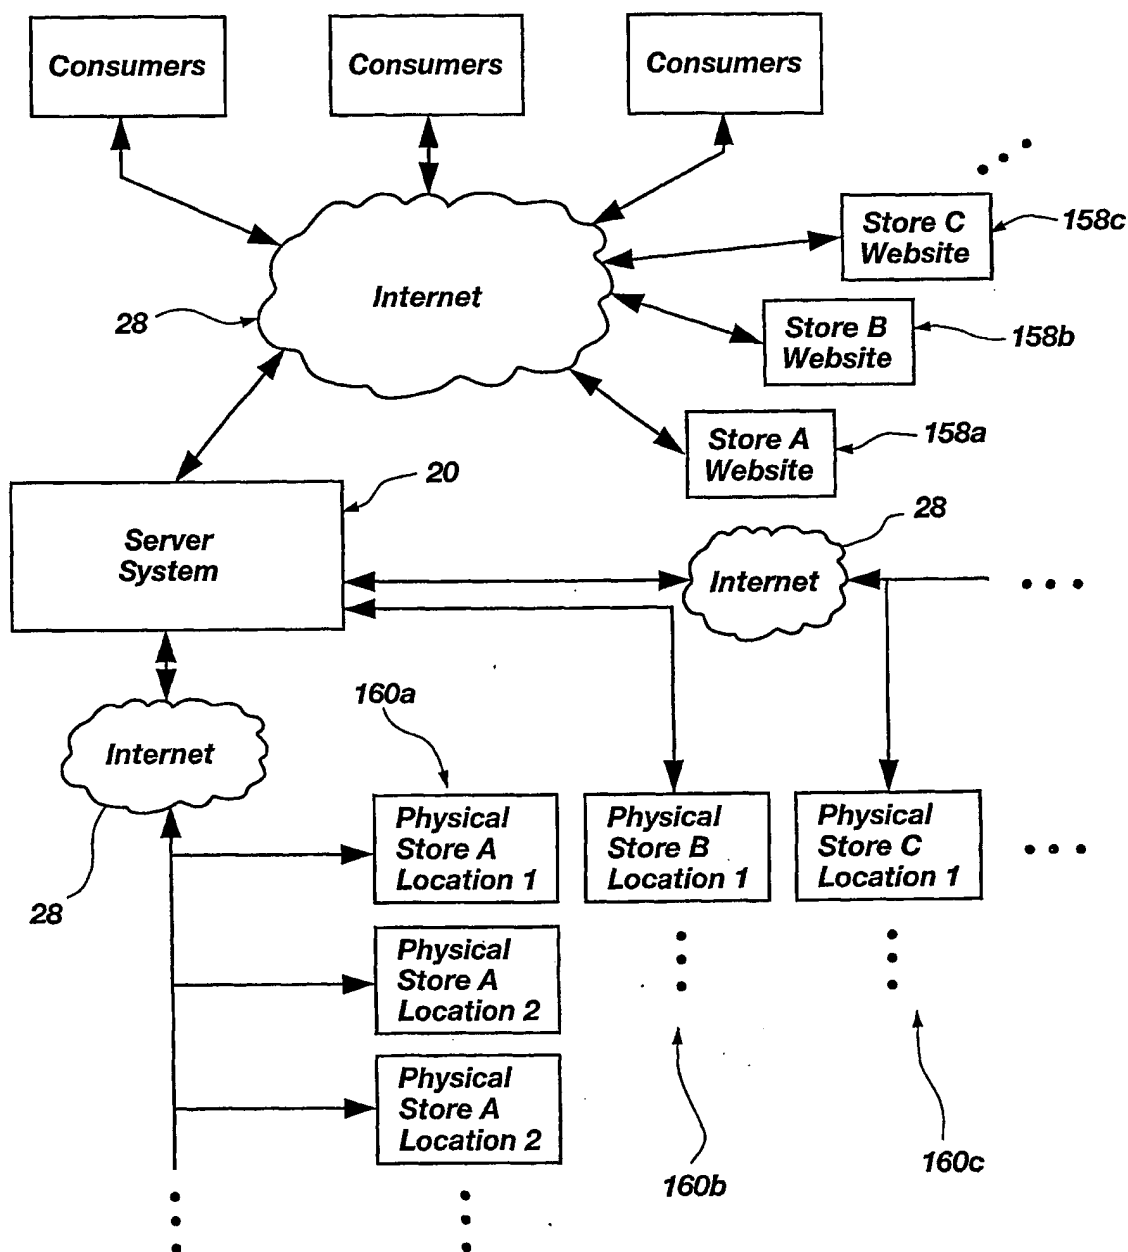 Consumers
Consumers
Consumers
Store C
Website
158c
Internet
28
Store B
Website
158b
Store A
Website
158a
20
Server
System
28
Internet
160a
Internet
28
Physical
Store A
Location 1
Physical
Store B
Location 1
Physical
Store C
Location 1
Physical
Store A
Location 2
Physical
Store A
Location 2
160b
160c